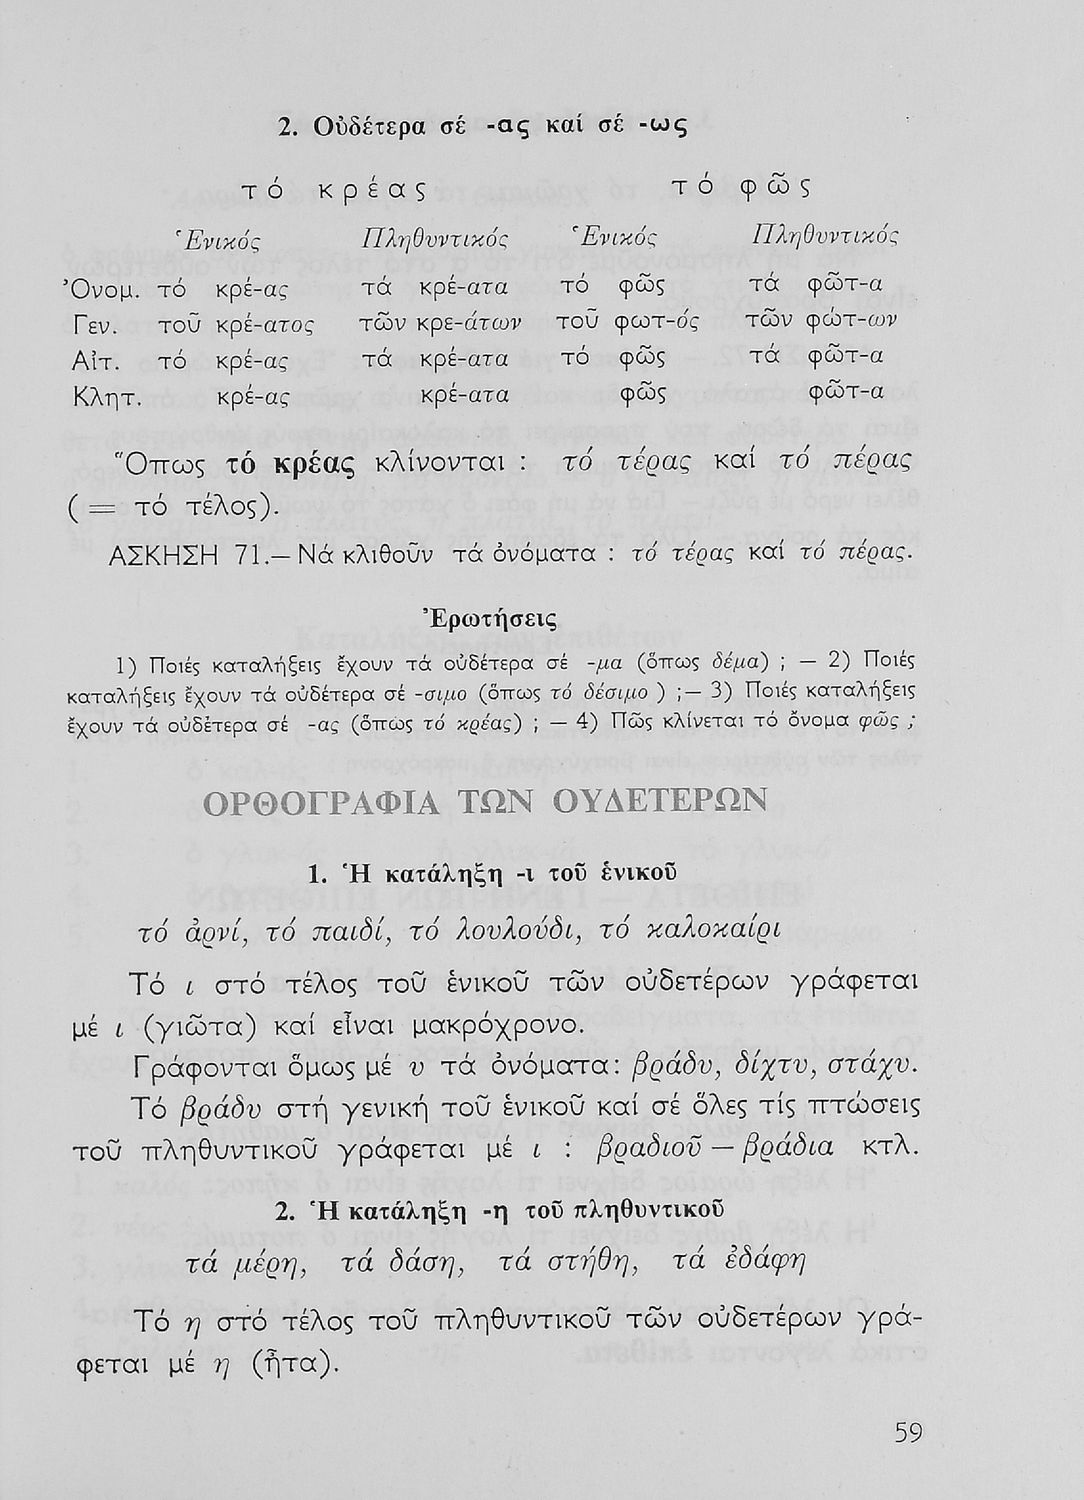 2. Οὐδέτερα σέ -ας καί σέ -ως
τό κρέας τό φῶς
Ἑνικός Πληθυντικός Ἑνικός Πληθυντικός
Ὀνομ. τό κρέ-ας τά κρέ-ατα τό φῶς τά φῶτ-α
Γεν. τοῦ κρέ-ατος τῶν κρε-άτων τοῦ φωτ-ός τῶν φώτ-ων
Αἰτ. τό κρέ-ας τά κρέ-ατα τό φῶς τά φῶτ-α
Κλητ. κρέ-ας κρέ-ατα φῶς φῶτ-α
Ὅπως τό κρέας κλίνονται : τό τέρας καί τό πέρας
( = τό τέλος).
ΑΣΚΗΣΗ 71.— Νά κλιθοῦν τά ὀνόματα : τό τέρας καί τό πέρας.
Ἐρωτήσεις
1) Ποιές καταλήξεις ἔχουν τά οὐδέτερα σέ -μα (ὅπως δέμα) ; — 2) Ποιές
καταλήξεις ἔχουν τά οὐδέτερα σέ -σιμο (ὅπως τό δέσιμο ) ;— 3) Ποιές καταλήξεις
ἔχουν τά οὐδέτερα σέ -ας (ὅπως τό κρέας) ; — 4) Πῶς κλίνεται τό ὄνομα φῶς ;
ΟΡΘΟΓΡΑΦΙΑ ΤΩΝ ΟΥΔΕΤΕΡΩΝ
1. Ἡ κατάληξη -ι τοῦ ἑνικοῦ
τό ἀρνί, τό παιδί, τό λουλούδι, τό καλοκαίρι
Τό ι στό τέλος τοῦ ἑνικοῦ τῶν οὐδετέρων γράφεται
μέ ι (γιῶτα) καί εἶναι μακρόχρονο.
Γράφονται ὅμως μέ υ τά ὀνόματα: βράδυ, δίχτυ, στάχυ.
Τό βράδυ στή γενική τοῦ ἑνικοῦ καί σέ ὅλες τίς πτώσεις
τοῦ πληθυντικοῦ γράφεται μέ ι : βραδιοῦ — βράδια κτλ.
2. Ἡ κατάληξη -η τοῦ πληθυντικοῦ
τά μέρη, τά δάση, τά στήθη, τά ἐδάφη
Τό η στό τέλος τοῦ πληθυντικοῦ τῶν οὐδετέρων γρά-
φεται μέ η (ἦτα).
59